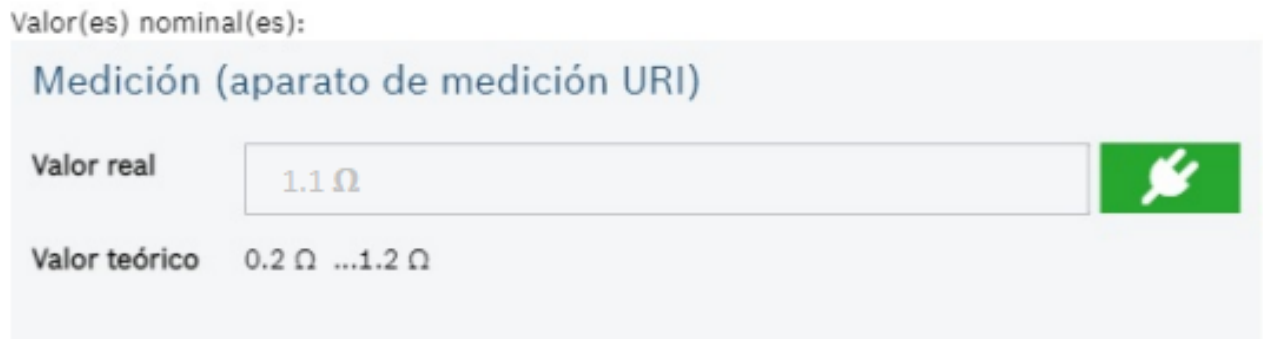 Valor(es) nominal(es):
Medición (aparato de medición URI)
Valor real 1.1 Ω
Valor teórico 0.2 Ω ...1.2 Ω